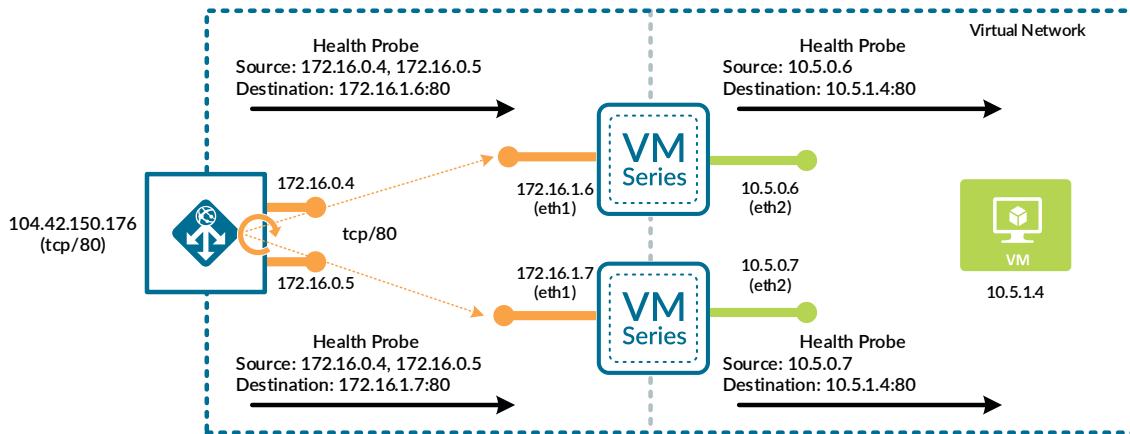 Virtual Network
Health Probe
Source: 172.16.0.4, 172.16.0.5
Destination: 172.16.1.6:80
Health Probe
Source: 10.5.0.6
Destination: 10.5.1.4:80
VM
Series
172.16.1.6
(eth1)
10.5.0.6
(eth2)
172.16.0.4
104.42.150.176
(tcp/80)
tcp/80
172.16.0.5
172.16.1.7
(eth1)
VM
Series
10.5.0.7
(eth2)
VM
10.5.1.4
Health Probe
Source: 172.16.0.4, 172.16.0.5
Destination: 172.16.1.7:80
Health Probe
Source: 10.5.0.7
Destination: 10.5.1.4:80